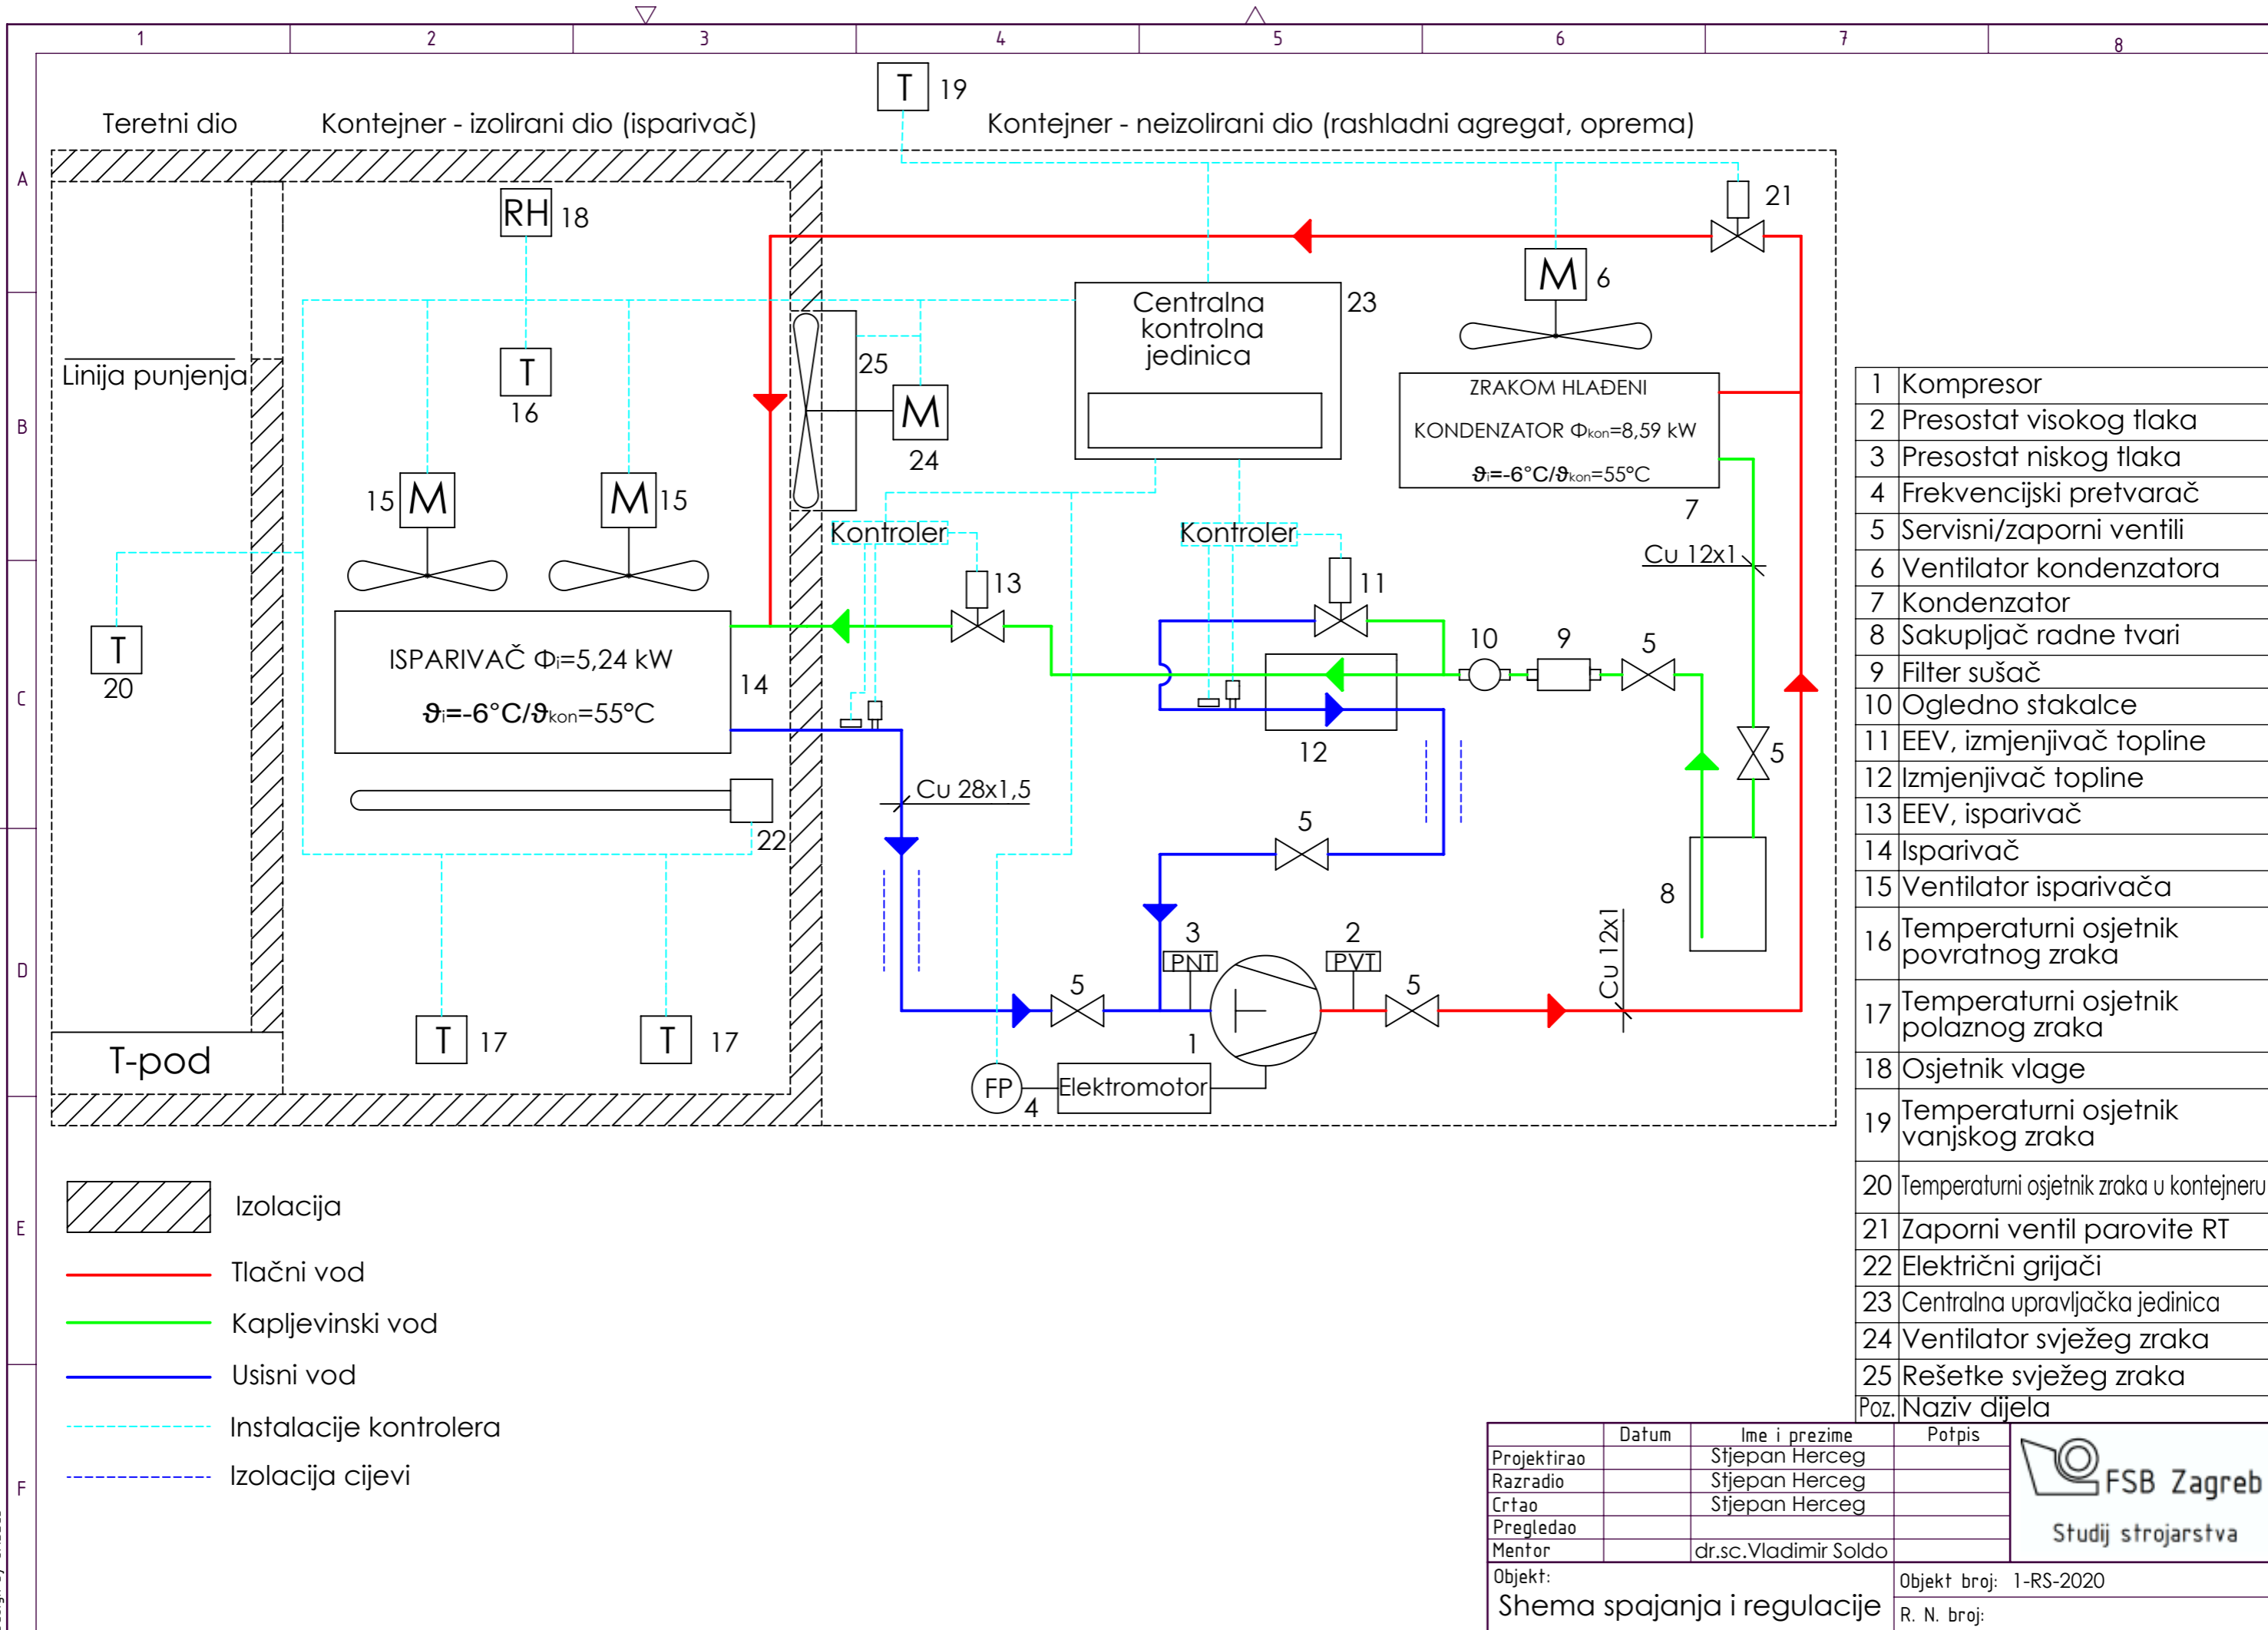 1 2 3 4 5 6 7 8
A
B
C
D
E
F
T 19
Teretni dio
Kontejner - izolirani dio (isparivač)
Kontejner - neizolirani dio (rashladni agregat, oprema)
RH 18
21
M 6
Centralna
kontrolna
jedinica
23
Linija punjenja
T
16
25
M
24
ZRAKOM HLAĐENI
KONDENZATOR Φkon=8,59 kW
ϑi=-6°C/ϑkon=55°C
7
15 M
M 15
Kontroler
Kontroler
Cu 12x1
13
11
T
20
ISPARIVAČ Φi=5,24 kW
ϑi=-6°C/ϑkon=55°C
14
10
9
5
12
5
Cu 28x1,5
22
5
8
3
PNT
2
PVT
5
5
Cu 12x1
1
T 17
T 17
T-pod
FP
4
Elektromotor
Izolacija
Tlačni vod
Kapljevinski vod
Usisni vod
Instalacije kontrolera
Izolacija cijevi
1 Kompresor
2 Presostat visokog tlaka
3 Presostat niskog tlaka
4 Frekvencijski pretvarač
5 Servisni/zaporni ventili
6 Ventilator kondenzatora
7 Kondenzator
8 Sakupljač radne tvari
9 Filter sušač
10 Ogledno stakalce
11 EEV, izmjenjivač topline
12 Izmjenjivač topline
13 EEV, isparivač
14 Isparivač
15 Ventilator isparivača
16 Temperaturni osjetnik
povratnog zraka
17 Temperaturni osjetnik
polaznog zraka
18 Osjetnik vlage
19 Temperaturni osjetnik
vanjskog zraka
20 Temperaturni osjetnik zraka u kontejneru
21 Zaporni ventil parovite RT
22 Električni grijači
23 Centralna upravljačka jedinica
24 Ventilator svježeg zraka
25 Rešetke svježeg zraka
Poz. Naziv dijela
Datum Ime i prezime Potpis
Projektirao Stjepan Herceg
Razradio Stjepan Herceg
Crtao Stjepan Herceg
Pregledao
Mentor dr.sc.Vladimir Soldo
FSB Zagreb
Studij strojarstva
Objekt:
Shema spajanja i regulacije
Objekt broj: 1-RS-2020
R. N. broj: